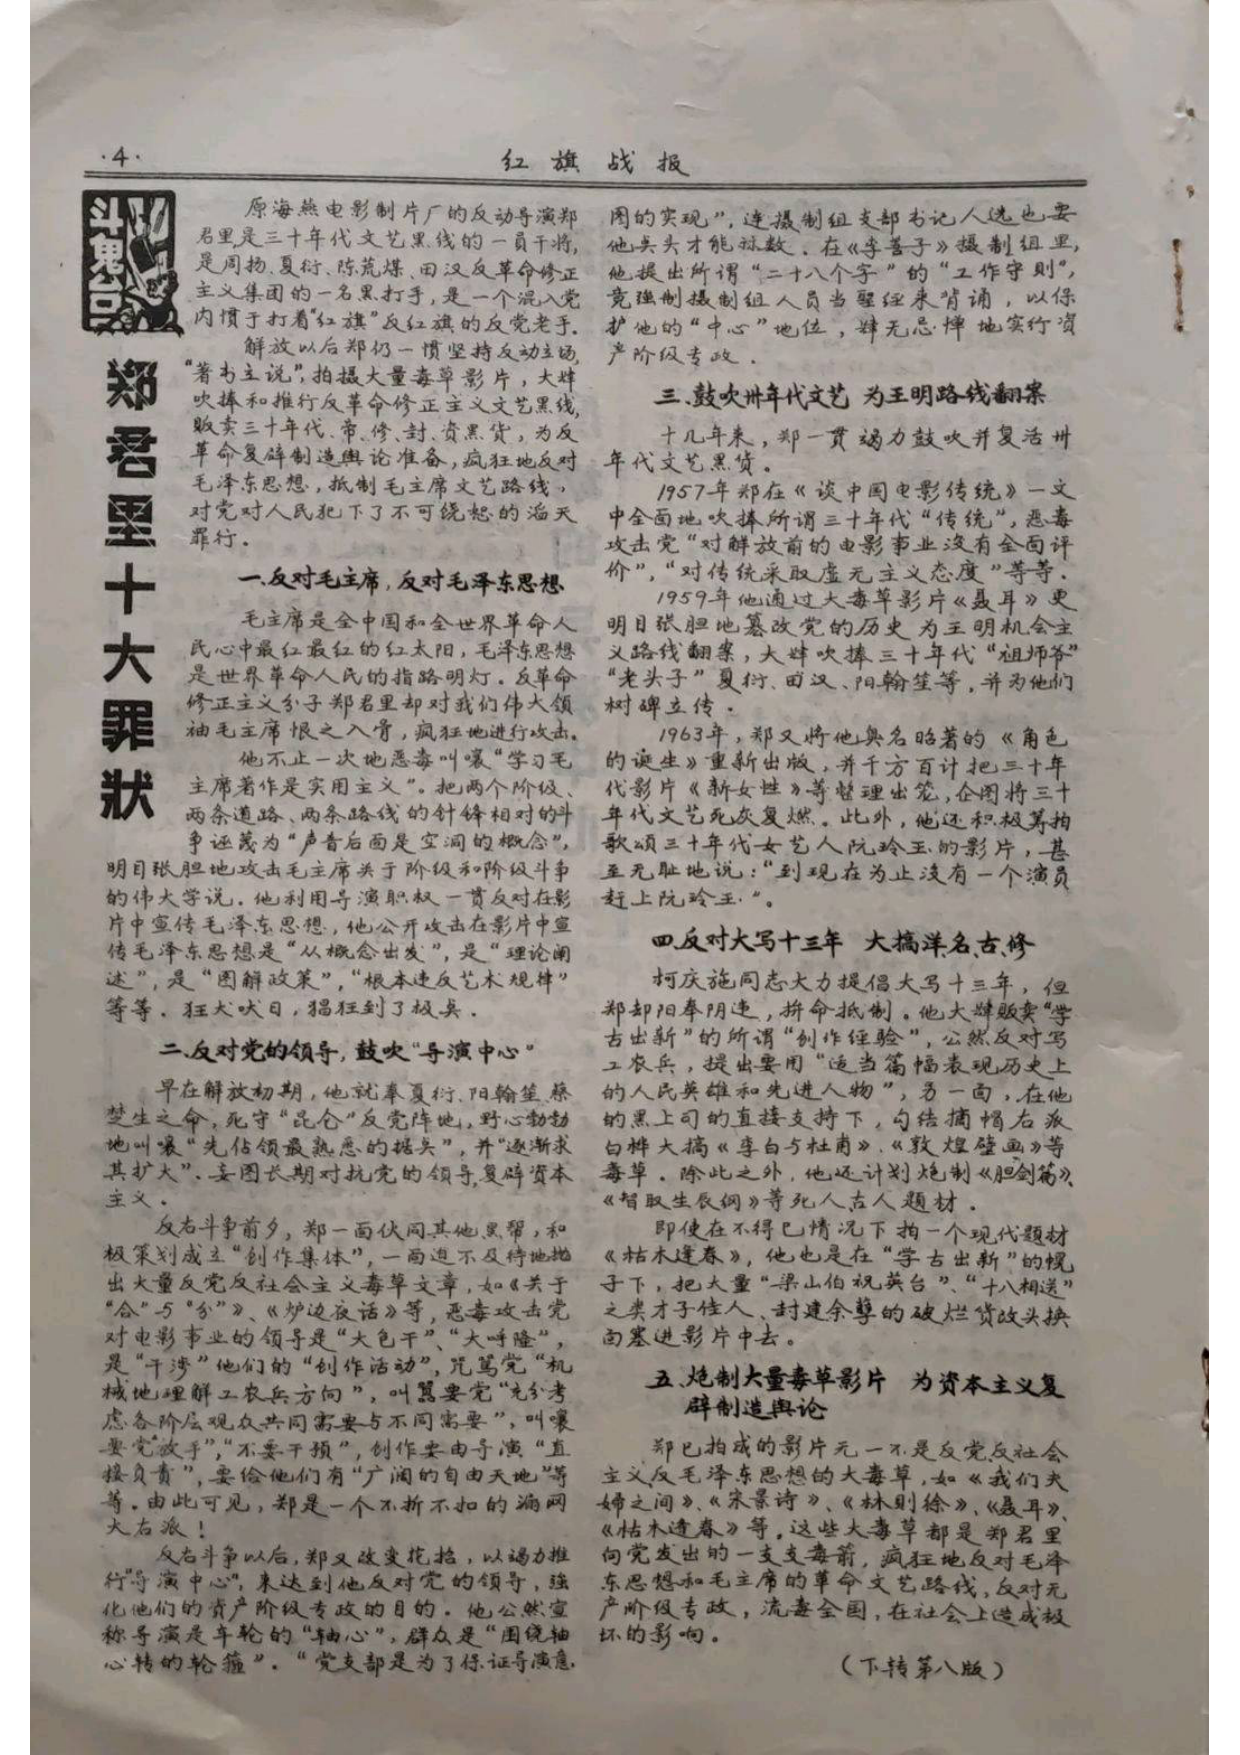 ·4·
红旗战报
斗鬼台
郑君里十大罪狀
原海燕电影制片厂的反动导演郑
君里,是三十年代文艺黑线的一员干将,
是周扬、夏衍、陈荒煤、田汉反革命修正
主义集团的一名黑打手,是一个混入党
内惯于打着“红旗”反红旗的反党老手.
解放以后郑仍一惯坚持反动立场,
“著书立说”,拍摄大量毒草影片,大肆
吹捧和推行反革命修正主义文艺黑线,
贩卖三十年代、帝、修、封、资黑货,为反
革命复辟制造舆论准备,疯狂地反对
毛泽东思想,抵制毛主席文艺路线,
对党对人民犯下了不可饶恕的滔天
罪行.
一、反对毛主席,反对毛泽东思想
毛主席是全中国和全世界革命人
民心中最红最红的红太阳,毛泽东思想
是世界革命人民的指路明灯.反革命
修正主义分子郑君里却对我们伟大领
袖毛主席恨之入骨,疯狂地进行攻击.
他不止一次地恶毒叫嚷“学习毛
主席著作是实用主义”.把两个阶级、
两条道路、两条路线的针锋相对的斗
争诬蔑为“声音后面是空洞的概念”,
明目张胆地攻击毛主席关于阶级和阶级斗争
的伟大学说.他利用导演职权一贯反对在影
片中宣传毛泽东思想,他公开攻击在影片中宣
传毛泽东思想是“从概念出发”,是“理论阐
述”,是“图解政策”,“根本违反艺术规律”
等等.狂犬吠日,猖狂到了极矣.
二、反对党的领导,鼓吹“导演中心”
早在解放初期,他就奉夏衍、阳翰笙、蔡
楚生之命,死守“昆仑”反党阵地,野心勃勃
地叫嚷“先佔领最熟悉的据臾”,并“逐渐求
其扩大”.妄图长期对抗党的领导,复辟资本
主义.
反右斗争前夕,郑一面伙同其他黑帮,积
极策划成立“创作集体”,一面迫不及待地抛
出大量反党反社会主义毒草文章,如《关于
“合”与“分”》、《炉边夜话》等,恶毒攻击党
对电影事业的领导是“大包干”、“大呼隆”,
是“干涉”他们的“创作活动”,咒骂党“机
械地理解工农兵方向”,叫嚣要党“充分考
虑各阶层观众共同需要与不同需要”,叫嚷
要党“放手”,“不要干预”,创作要由导演“直
接负责”,要给他们有“广阔的自由天地”等
等.由此可见,郑是一个不折不扣的漏网
大右派!
反右斗争以后,郑又改变花招,以竭力推
行“导演中心”,来达到他反对党的领导,强
化他们的资产阶级专政的目的.他公然宣
称导演是车轮的“轴心”,群众是“围绕轴
心转的轮箍”.“党支部是为了保证导演意
图的实现”,连摄制组支部书记人选也要
他臾头才能祘数.在《李善子》摄制组里,
他提出所谓“二十八个字”的“工作守则”,
竟强制摄制组人员当圣经来背诵,以保
护他的“中心”地位,肆无忌惮地实行资
产阶级专政.
三、鼓吹卅年代文艺 为王明路线翻案
十几年来,郑一贯竭力鼓吹并复活卅
年代文艺黑货。
1957年郑在《谈中国电影传统》一文
中全面地吹捧所谓三十年代“传统”,恶毒
攻击党“对解放前的电影事业没有全面评
价”,“对传统采取虚无主义态度”等等.
1959年他通过大毒草影片《聂耳》更
明目张胆地篡改党的历史为王明机会主
义路线翻案,大肆吹捧三十年代“祖师爷”
“老头子”夏衍、田汉、阳翰笙等,并为他们
树碑立传.
1963年,郑又将他臭名昭著的《角色
的诞生》重新出版,并千方百计把三十年
代影片《新女性》等整理出笼,企图将三十
年代文艺死灰复燃。此外,他还积极筹拍
歌颂三十年代女艺人阮玲玉的影片,甚
至无耻地说:“到现在为止没有一个演员
赶上阮玲玉.”。
四、反对大写十三年 大搞洋、名、古、修
柯庆施同志大力提倡大写十三年,但
郑却阳奉阴违,拚命抵制.他大肆贩卖“学
古出新”的所谓“创作经验”,公然反对写
工农兵,提出要用“适当篇幅表现历史上
的人民英雄和先进人物”,另一面,在他
的黑上司的直接支持下,勾结摘帽右派
白桦大搞《李白与杜甫》、《敦煌壁画》等
毒草.除此之外,他还计划炮制《胆剑篇》、
《智取生辰纲》等死人古人题材.
即使在不得已情况下拍一个现代题材
《枯木逢春》,他也是在“学古出新”的幌
子下,把大量“梁山伯祝英台”、“十八相送”
之类才子佳人、封建余孽的破烂货改头换
面塞进影片中去。
五、炮制大量毒草影片 为资本主义复
辟制造舆论
郑已拍成的影片无一不是反党反社会
主义,反毛泽东思想的大毒草,如《我们夫
妇之间》、《宋景诗》、《林则徐》、《聂耳》、
《枯木逢春》等,这些大毒草都是郑君里
向党发出的一支支毒箭,疯狂地反对毛泽
东思想和毛主席的革命文艺路线,反对无
产阶级专政,流毒全国,在社会上造成极
坏的影响。
(下转第八版)